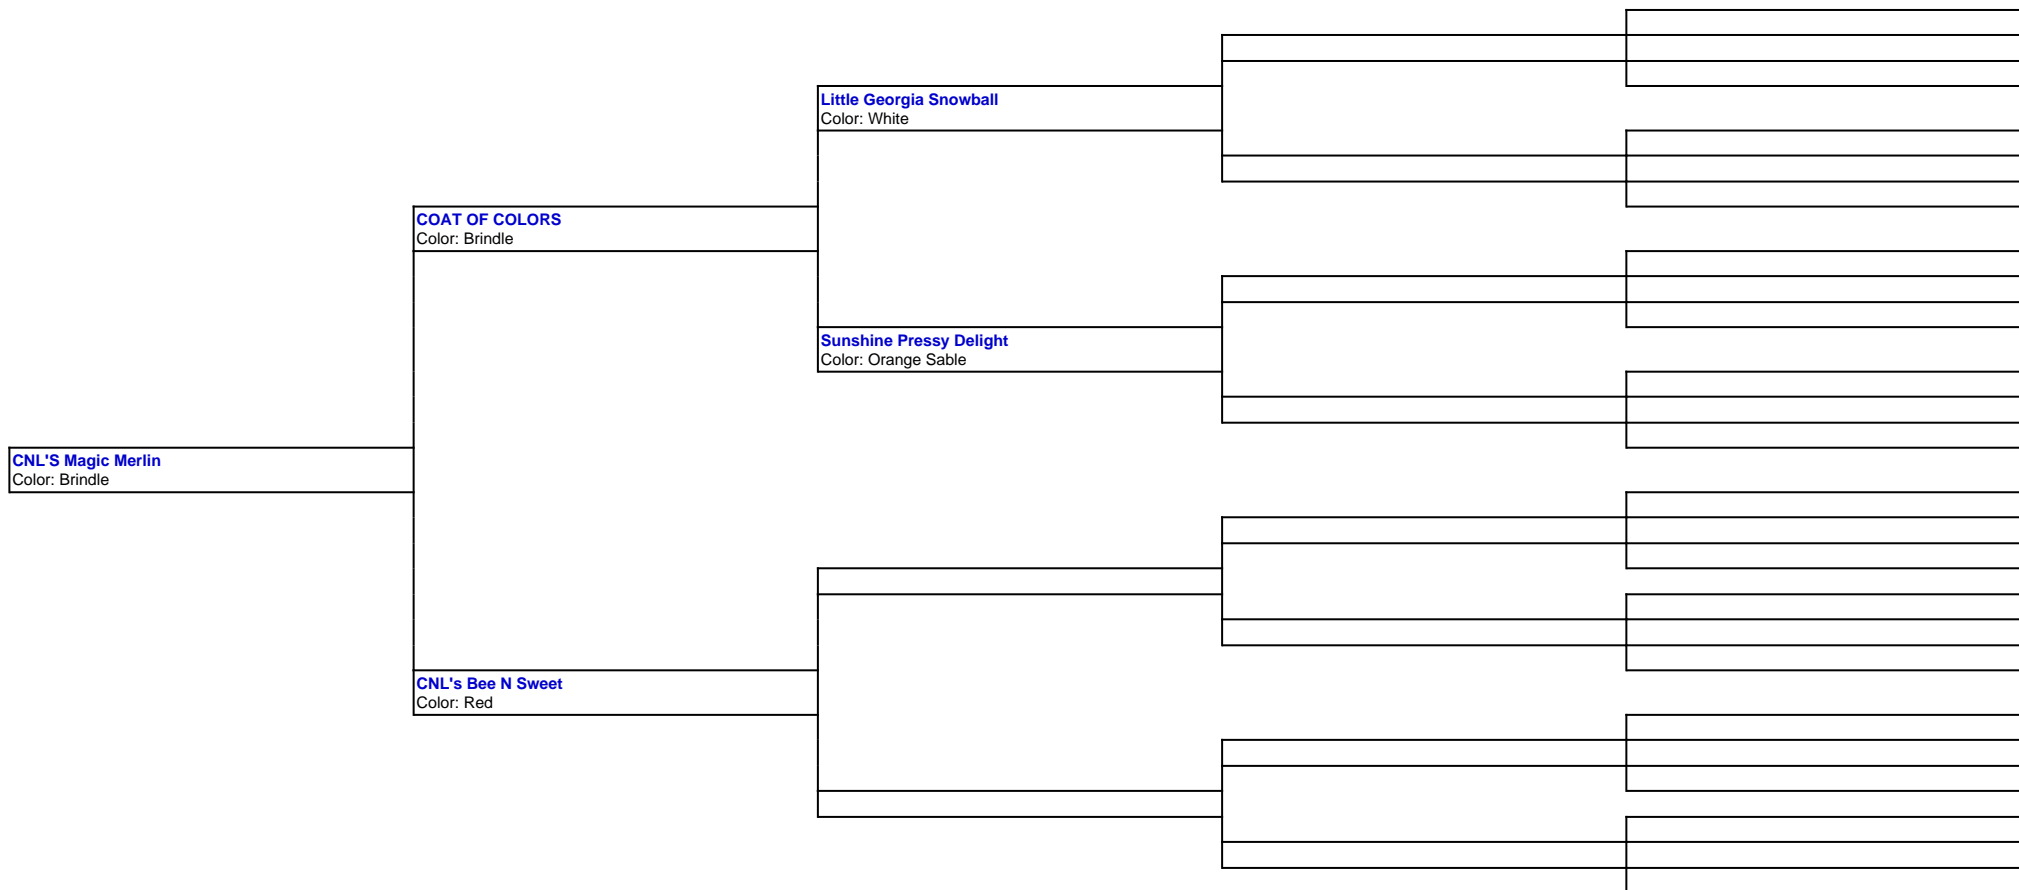 Little Georgia Snowball
Color: White
COAT OF COLORS
Color: Brindle
Sunshine Pressy Delight
Color: Orange Sable
CNL'S Magic Merlin
Color: Brindle
CNL's Bee N Sweet
Color: Red